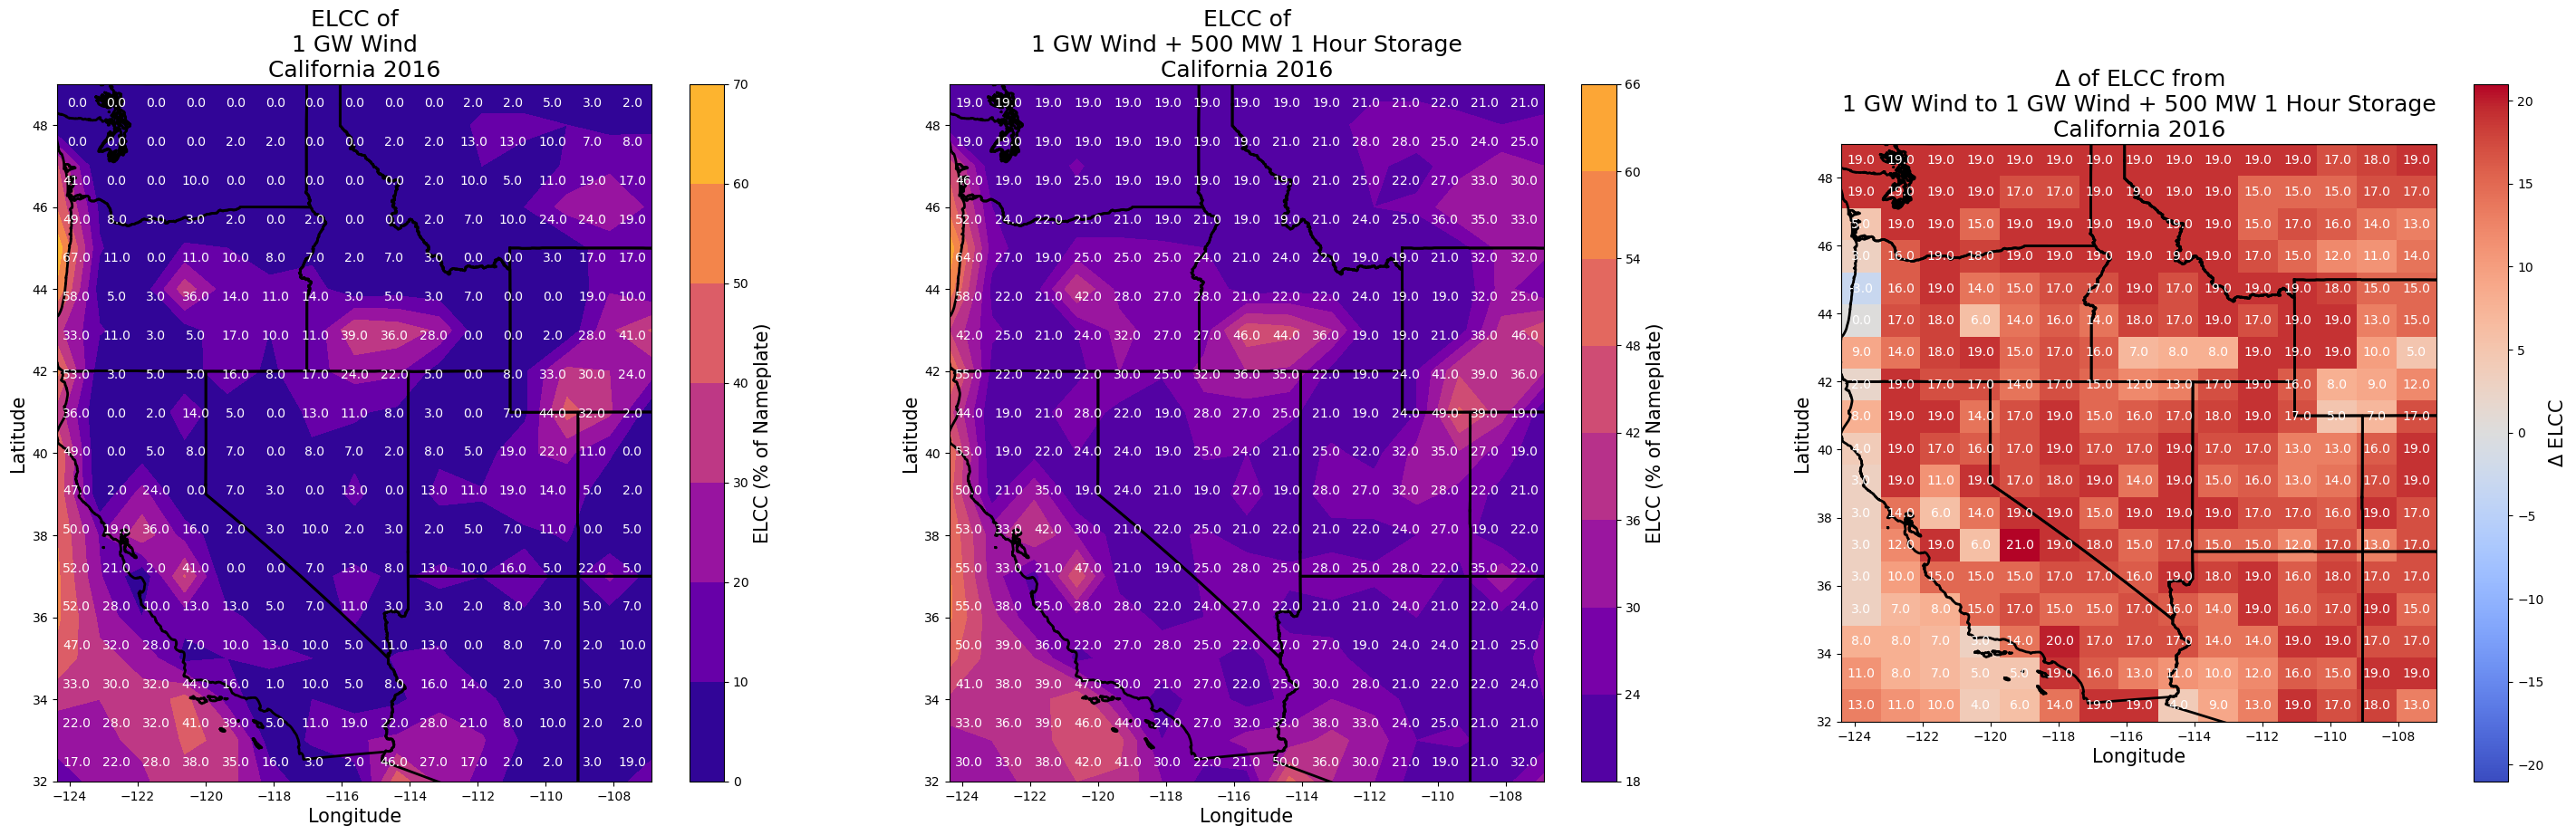 ELCC of
1 GW Wind
California 2016
0.0 0.0 0.0 0.0 0.0 0.0 0.0 0.0 0.0 0.0 2.0 2.0 5.0 3.0 2.0
0.0 0.0 0.0 0.0 2.0 2.0 0.0 0.0 2.0 2.0 13.0 13.0 10.0 7.0 8.0
41.0 0.0 0.0 10.0 0.0 0.0 0.0 0.0 0.0 2.0 10.0 5.0 11.0 19.0 17.0
49.0 8.0 3.0 3.0 2.0 0.0 2.0 0.0 0.0 2.0 7.0 10.0 24.0 24.0 19.0
67.0 11.0 0.0 11.0 10.0 8.0 7.0 2.0 7.0 3.0 0.0 0.0 3.0 17.0 17.0
58.0 5.0 3.0 36.0 14.0 11.0 14.0 3.0 5.0 3.0 7.0 0.0 0.0 19.0 10.0
33.0 11.0 3.0 5.0 17.0 10.0 11.0 39.0 36.0 28.0 0.0 0.0 2.0 28.0 41.0
53.0 3.0 5.0 5.0 16.0 8.0 17.0 24.0 22.0 5.0 0.0 8.0 33.0 30.0 24.0
36.0 0.0 2.0 14.0 5.0 0.0 13.0 11.0 8.0 3.0 0.0 7.0 44.0 32.0 2.0
49.0 0.0 5.0 8.0 7.0 0.0 8.0 7.0 2.0 8.0 5.0 19.0 22.0 11.0 0.0
47.0 2.0 24.0 0.0 7.0 3.0 0.0 13.0 0.0 13.0 11.0 19.0 14.0 5.0 2.0
50.0 19.0 36.0 16.0 2.0 3.0 10.0 2.0 3.0 2.0 5.0 7.0 11.0 0.0 5.0
52.0 21.0 2.0 41.0 0.0 0.0 7.0 13.0 8.0 13.0 10.0 16.0 5.0 22.0 5.0
52.0 28.0 10.0 13.0 13.0 5.0 7.0 11.0 3.0 3.0 2.0 8.0 3.0 5.0 7.0
47.0 32.0 28.0 7.0 10.0 13.0 10.0 5.0 11.0 13.0 0.0 8.0 7.0 2.0 10.0
33.0 30.0 32.0 44.0 16.0 1.0 10.0 5.0 8.0 16.0 14.0 2.0 3.0 5.0 7.0
22.0 28.0 32.0 41.0 39.0 5.0 11.0 19.0 22.0 28.0 21.0 8.0 10.0 2.0 2.0
17.0 22.0 28.0 38.0 35.0 16.0 3.0 2.0 46.0 27.0 17.0 2.0 2.0 3.0 19.0
48
46
44
42
40
38
36
34
32
Latitude
−124 −122 −120 −118 −116 −114 −112 −110 −108
Longitude
70
60
50
40
30
20
10
0
ELCC (% of Nameplate)
ELCC of
1 GW Wind + 500 MW 1 Hour Storage
California 2016
19.0 19.0 19.0 19.0 19.0 19.0 19.0 19.0 19.0 19.0 21.0 21.0 22.0 21.0 21.0
19.0 19.0 19.0 19.0 19.0 19.0 19.0 19.0 21.0 21.0 28.0 28.0 25.0 24.0 25.0
46.0 19.0 19.0 25.0 19.0 19.0 19.0 19.0 19.0 21.0 25.0 22.0 27.0 33.0 30.0
52.0 24.0 22.0 21.0 21.0 19.0 21.0 19.0 19.0 21.0 24.0 25.0 36.0 35.0 33.0
64.0 27.0 19.0 25.0 25.0 25.0 24.0 21.0 24.0 22.0 19.0 19.0 21.0 32.0 32.0
58.0 22.0 21.0 42.0 28.0 27.0 28.0 21.0 22.0 22.0 24.0 19.0 19.0 32.0 25.0
42.0 25.0 21.0 24.0 32.0 27.0 27.0 46.0 44.0 36.0 19.0 19.0 21.0 38.0 46.0
55.0 22.0 22.0 22.0 30.0 25.0 32.0 36.0 35.0 22.0 19.0 24.0 41.0 39.0 36.0
44.0 19.0 21.0 28.0 22.0 19.0 28.0 27.0 25.0 21.0 19.0 24.0 49.0 39.0 19.0
53.0 19.0 22.0 24.0 24.0 19.0 25.0 24.0 21.0 25.0 22.0 32.0 35.0 27.0 19.0
50.0 21.0 35.0 19.0 24.0 21.0 19.0 27.0 19.0 28.0 27.0 32.0 28.0 22.0 21.0
53.0 33.0 42.0 30.0 21.0 22.0 25.0 21.0 22.0 21.0 22.0 24.0 27.0 19.0 22.0
55.0 33.0 21.0 47.0 21.0 19.0 25.0 28.0 25.0 28.0 25.0 28.0 22.0 35.0 22.0
55.0 38.0 25.0 28.0 28.0 22.0 24.0 27.0 22.0 21.0 21.0 24.0 21.0 22.0 24.0
50.0 39.0 36.0 22.0 27.0 28.0 25.0 22.0 27.0 27.0 19.0 24.0 24.0 21.0 25.0
41.0 38.0 39.0 47.0 30.0 21.0 27.0 22.0 25.0 30.0 28.0 21.0 22.0 22.0 24.0
33.0 36.0 39.0 46.0 44.0 24.0 27.0 32.0 33.0 38.0 33.0 24.0 25.0 21.0 21.0
30.0 33.0 38.0 42.0 41.0 30.0 22.0 21.0 50.0 36.0 30.0 21.0 19.0 21.0 32.0
48
46
44
42
40
38
36
34
32
Latitude
−124 −122 −120 −118 −116 −114 −112 −110 −108
Longitude
66
60
54
48
42
36
30
24
18
ELCC (% of Nameplate)
Δ of ELCC from
1 GW Wind to 1 GW Wind + 500 MW 1 Hour Storage
California 2016
19.0 19.0 19.0 19.0 19.0 19.0 19.0 19.0 19.0 19.0 19.0 19.0 17.0 18.0 19.0
19.0 19.0 19.0 19.0 17.0 17.0 19.0 19.0 19.0 19.0 15.0 15.0 15.0 17.0 17.0
5.0 19.0 19.0 15.0 19.0 19.0 19.0 19.0 19.0 19.0 15.0 17.0 16.0 14.0 13.0
3.0 16.0 19.0 18.0 19.0 19.0 19.0 19.0 19.0 19.0 17.0 15.0 12.0 11.0 14.0
-3.0 16.0 19.0 14.0 15.0 17.0 17.0 19.0 17.0 19.0 19.0 19.0 18.0 15.0 15.0
0.0 17.0 18.0 6.0 14.0 16.0 14.0 18.0 17.0 19.0 17.0 19.0 19.0 13.0 15.0
9.0 14.0 18.0 19.0 15.0 17.0 16.0 7.0 8.0 8.0 19.0 19.0 19.0 10.0 5.0
2.0 19.0 17.0 17.0 14.0 17.0 15.0 12.0 13.0 17.0 19.0 16.0 8.0 9.0 12.0
8.0 19.0 19.0 14.0 17.0 19.0 15.0 16.0 17.0 18.0 19.0 17.0 5.0 7.0 17.0
4.0 19.0 17.0 16.0 17.0 19.0 17.0 17.0 19.0 17.0 17.0 13.0 13.0 16.0 19.0
3.0 19.0 11.0 19.0 17.0 18.0 19.0 14.0 19.0 15.0 16.0 13.0 14.0 17.0 19.0
3.0 14.0 6.0 14.0 19.0 19.0 15.0 19.0 19.0 19.0 17.0 17.0 16.0 19.0 17.0
3.0 12.0 19.0 6.0 21.0 19.0 18.0 15.0 17.0 15.0 15.0 12.0 17.0 13.0 17.0
3.0 10.0 15.0 15.0 15.0 17.0 17.0 16.0 19.0 18.0 19.0 16.0 18.0 17.0 17.0
3.0 7.0 8.0 15.0 17.0 15.0 15.0 17.0 16.0 14.0 19.0 16.0 17.0 19.0 15.0
8.0 8.0 7.0 14.0 20.0 17.0 17.0 17.0 14.0 14.0 19.0 19.0 17.0 17.0
11.0 8.0 7.0 5.0 5.0 19.0 16.0 13.0 11.0 10.0 12.0 16.0 15.0 19.0 19.0
13.0 11.0 10.0 4.0 6.0 14.0 19.0 19.0 4.0 9.0 13.0 19.0 17.0 18.0 13.0
48
46
44
42
40
38
36
34
32
Latitude
−124 −122 −120 −118 −116 −114 −112 −110 −108
Longitude
20
15
10
5
0
−5
−10
−15
−20
Δ ELCC